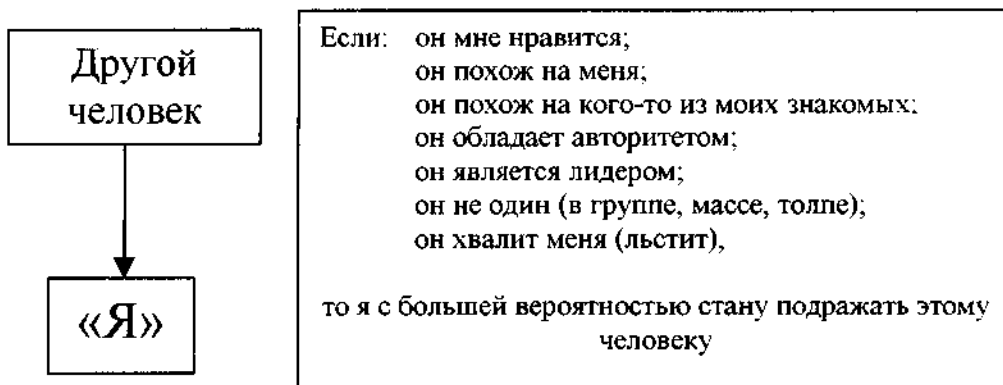 Другой
человек
«Я»
Если: он мне нравится;
он похож на меня;
он похож на кого-то из моих знакомых;
он обладает авторитетом;
он является лидером;
он не один (в группе, массе, толпе);
он хвалит меня (льстит),
то я с большей вероятностью стану подражать этому
человеку